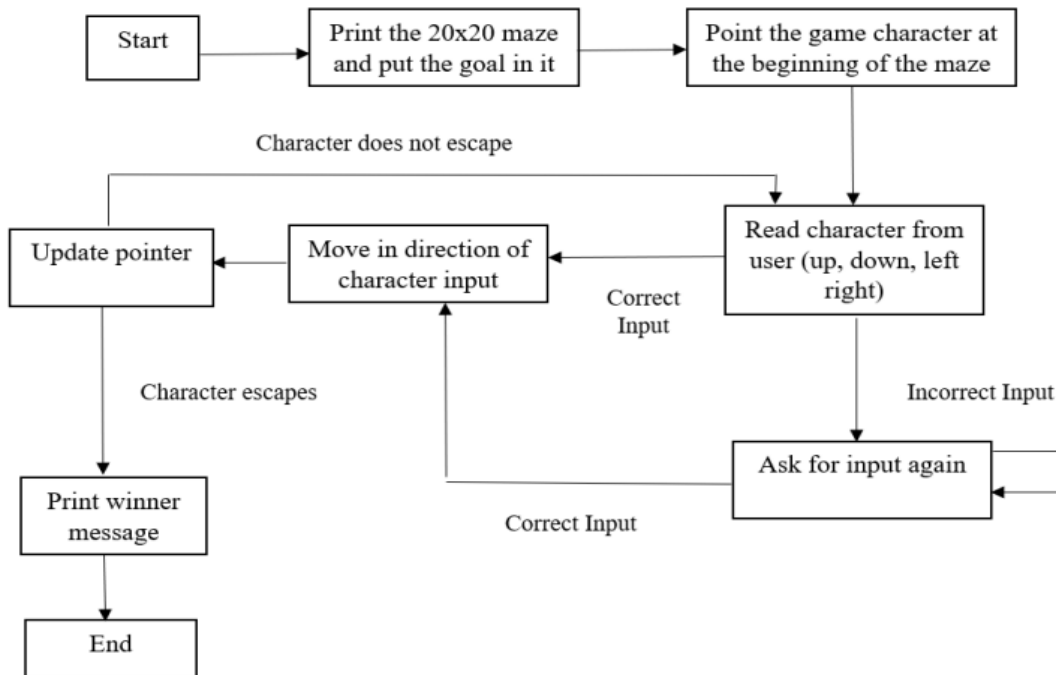 Start
Print the 20x20 maze
and put the goal in it
Point the game character at
the beginning of the maze
Character does not escape
Update pointer
Move in direction of
character input
Read character from
user (up, down, left
right)
Correct
Input
Character escapes
Incorrect Input
Ask for input again
Print winner
message
Correct Input
End